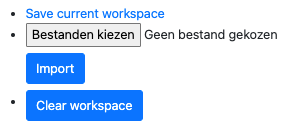 Save current workspace
Bestanden kiezen Geen bestand gekozen
Import
Clear workspace